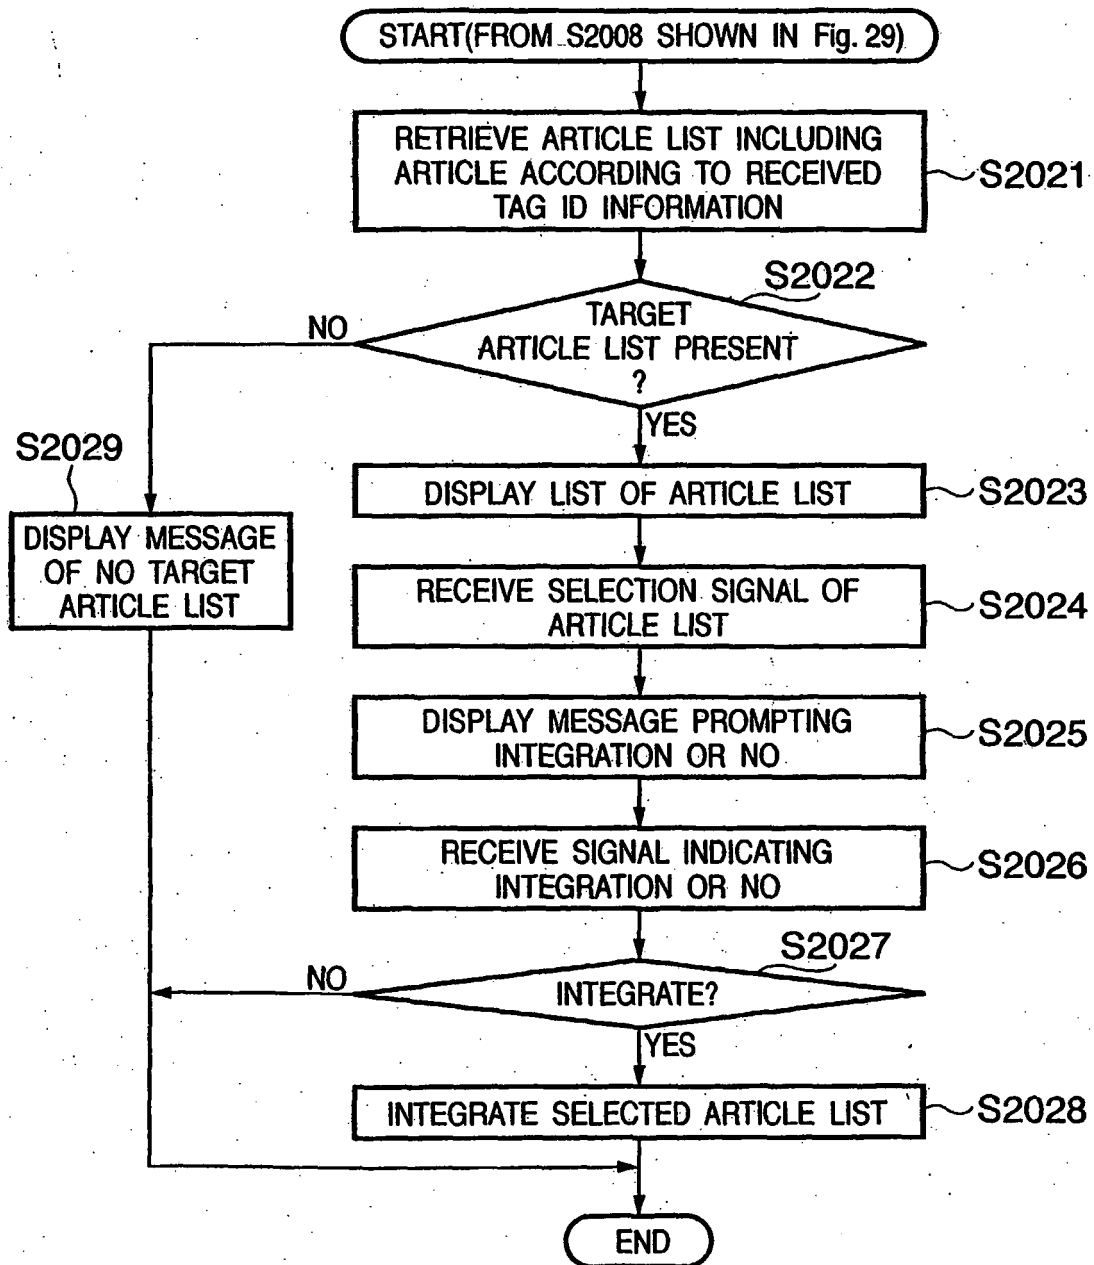 START(FROM S2008 SHOWN IN Fig. 29)
RETRIEVE ARTICLE LIST INCLUDING
ARTICLE ACCORDING TO RECEIVED
TAG ID INFORMATION
S2021
S2022
TARGET
ARTICLE LIST PRESENT
?
NO
YES
S2029
DISPLAY MESSAGE
OF NO TARGET
ARTICLE LIST
DISPLAY LIST OF ARTICLE LIST
S2023
RECEIVE SELECTION SIGNAL OF
ARTICLE LIST
S2024
DISPLAY MESSAGE PROMPTING
INTEGRATION OR NO
S2025
RECEIVE SIGNAL INDICATING
INTEGRATION OR NO
S2026
S2027
NO
INTEGRATE?
YES
INTEGRATE SELECTED ARTICLE LIST
S2028
END